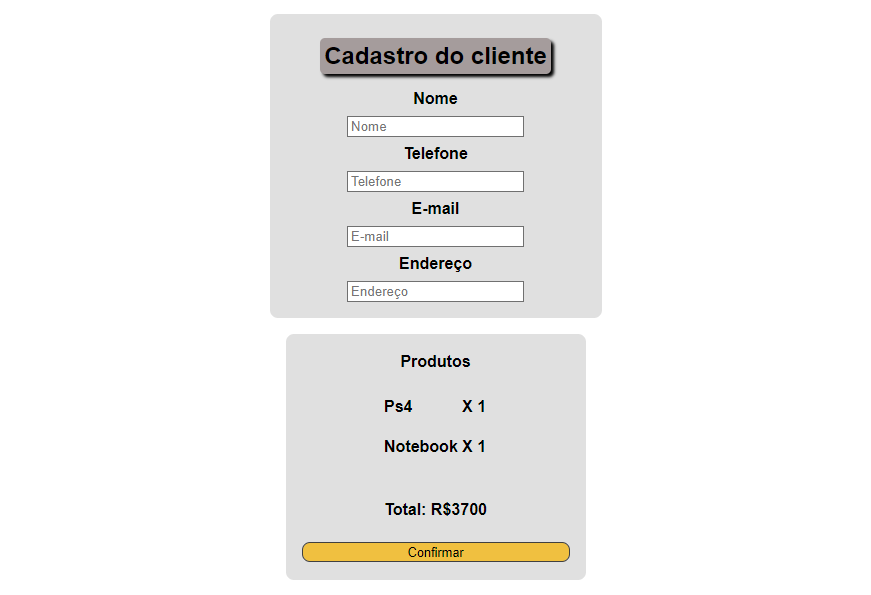 Cadastro do cliente
Nome
Nome
Telefone
Telefone
E-mail
E-mail
Endereço
Endereço
Produtos
Ps4 X 1
Notebook X 1
Total: R$3700
Confirmar